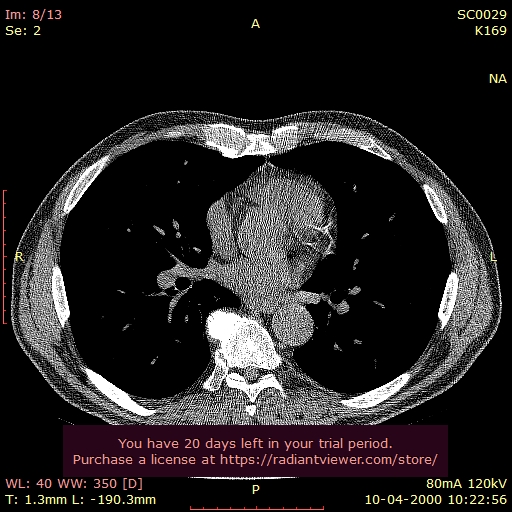 Im: 8/13
Se: 2
A
SC0029
K169
NA
R
L
You have 20 days left in your trial period.
Purchase a license at https://radiantviewer.com/store/
WL: 40 WW: 350 [D]
T: 1.3mm L: -190.3mm
P
80mA 120kV
10-04-2000 10:22:56